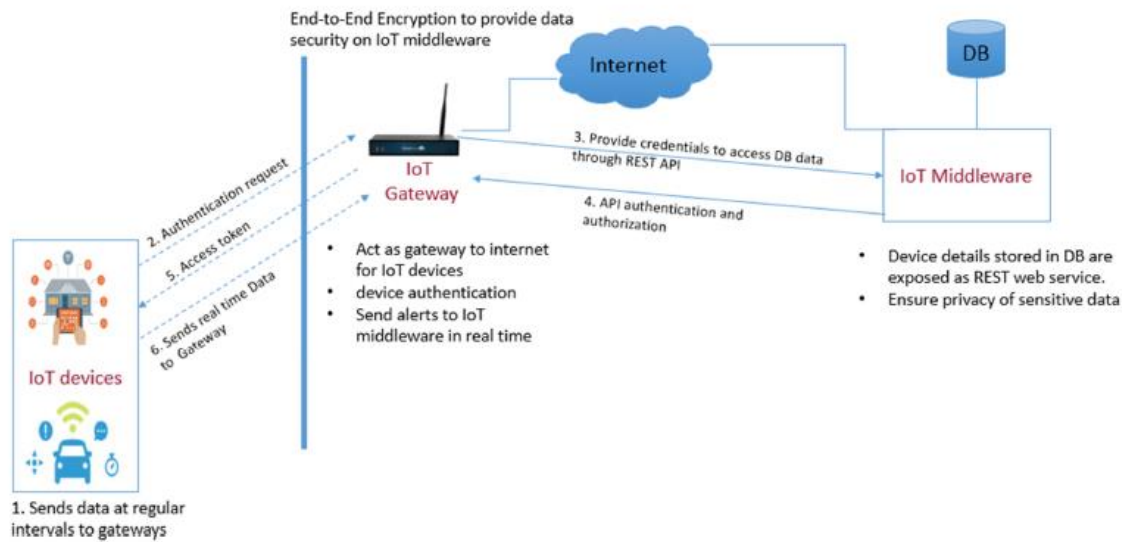 End-to-End Encryption to provide data
security on IoT middleware
Internet
DB
2. Authentication request
5. Access token
6. Sends real time Data
to Gateway
IoT
Gateway
3. Provide credentials to access DB data
through REST API
4. API authentication and
authorization
IoT Middleware
• Act as gateway to internet
for IoT devices
• device authentication
• Send alerts to IoT
middleware in real time
• Device details stored in DB are
exposed as REST web service.
• Ensure privacy of sensitive data
IoT devices
1. Sends data at regular
intervals to gateways